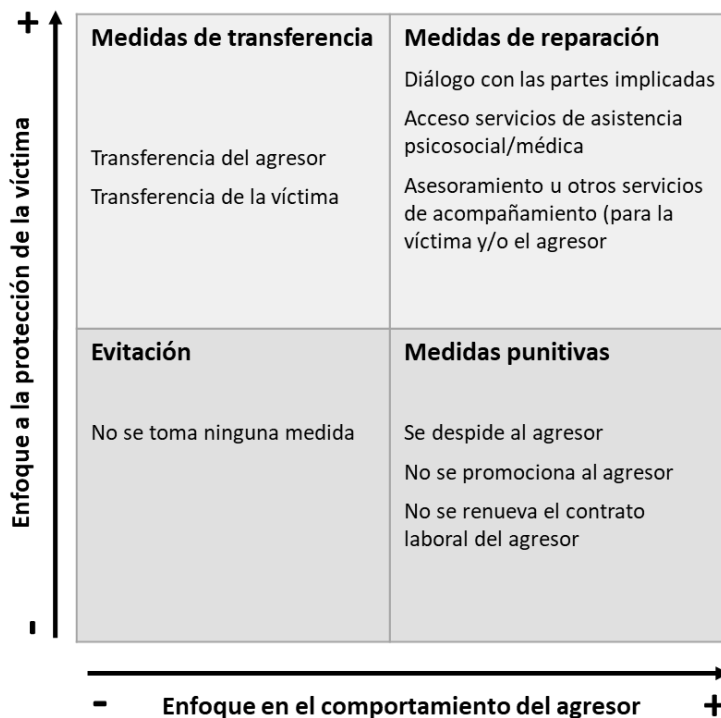 +
Enfoque a la protección de la víctima
-
Medidas de transferencia
Transferencia del agresor
Transferencia de la víctima
Medidas de reparación
Diálogo con las partes implicadas
Acceso servicios de asistencia
psicosocial/médica
Asesoramiento u otros servicios
de acompañamiento (para la
víctima y/o el agresor
Evitación
No se toma ninguna medida
Medidas punitivas
Se despide al agresor
No se promociona al agresor
No se renueva el contrato
laboral del agresor
- Enfoque en el comportamiento del agresor +